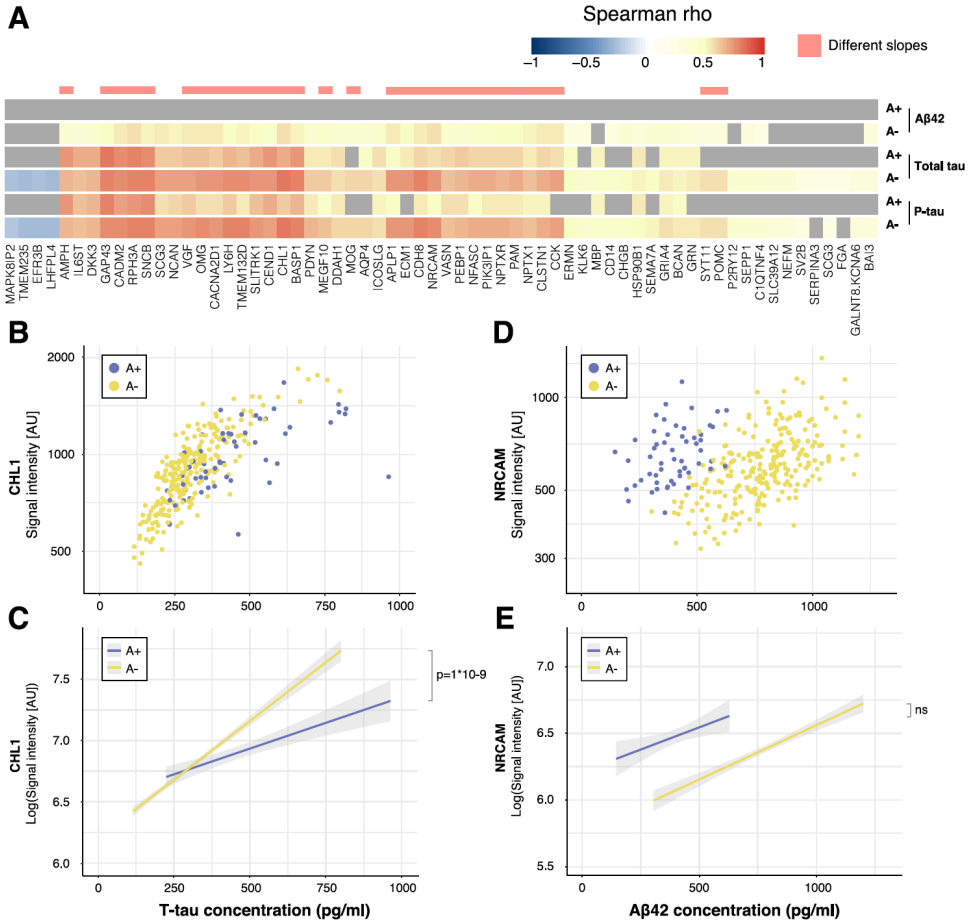 A
Spearman rho
−1
−0.5
0
0.5
1
Different slopes
A+
A-
Aβ42
A+
A-
Total tau
A+
A-
P-tau
MAPK8IP2
TMEM235
EFR3B
LHFPL4
AMPH
IL6ST
DKK3
GAP43
CADM2
RPH3A
SNCB
SCG3
NCAN
VGF
OMG
CACNA2D1
LY6H
TMEM132D
SLITRK1
CEND1
CHL1
BASP1
PDYN
MEGF10
DDAH1
MOG
AQP4
ICOSLG
APLP1
ECM1
CDH8
NRCAM
VASN
PEBP1
NFASC
PIK3IP1
NPTXR
PAM
NPTX1
CLSTN1
CCK
ERMN
KLK6
MBP
CD14
CHGB
HSP90B1
SEMA7A
GRIA4
BCAN
GRN
SYT11
POMC
P2RY12
SEPP1
C1QTNF4
SLC39A12
NEFM
SV2B
SERPINA3
SCG3
FGA
GALNT8.KCNA6
BAI3
B
CHL1
Signal intensity [AU]
2000
1000
500
A+
A-
0
250
500
750
1000
D
NRCAM
Signal intensity [AU]
1000
500
300
A+
A-
0
500
1000
C
CHL1
Log(Signal intensity [AU])
7.5
7.0
6.5
6.0
A+
A-
p=1*10-9
0
250
500
750
1000
T-tau concentration (pg/ml)
E
NRCAM
Log(Signal intensity [AU])
7.0
6.5
6.0
5.5
A+
A-
ns
0
500
1000
Aβ42 concentration (pg/ml)